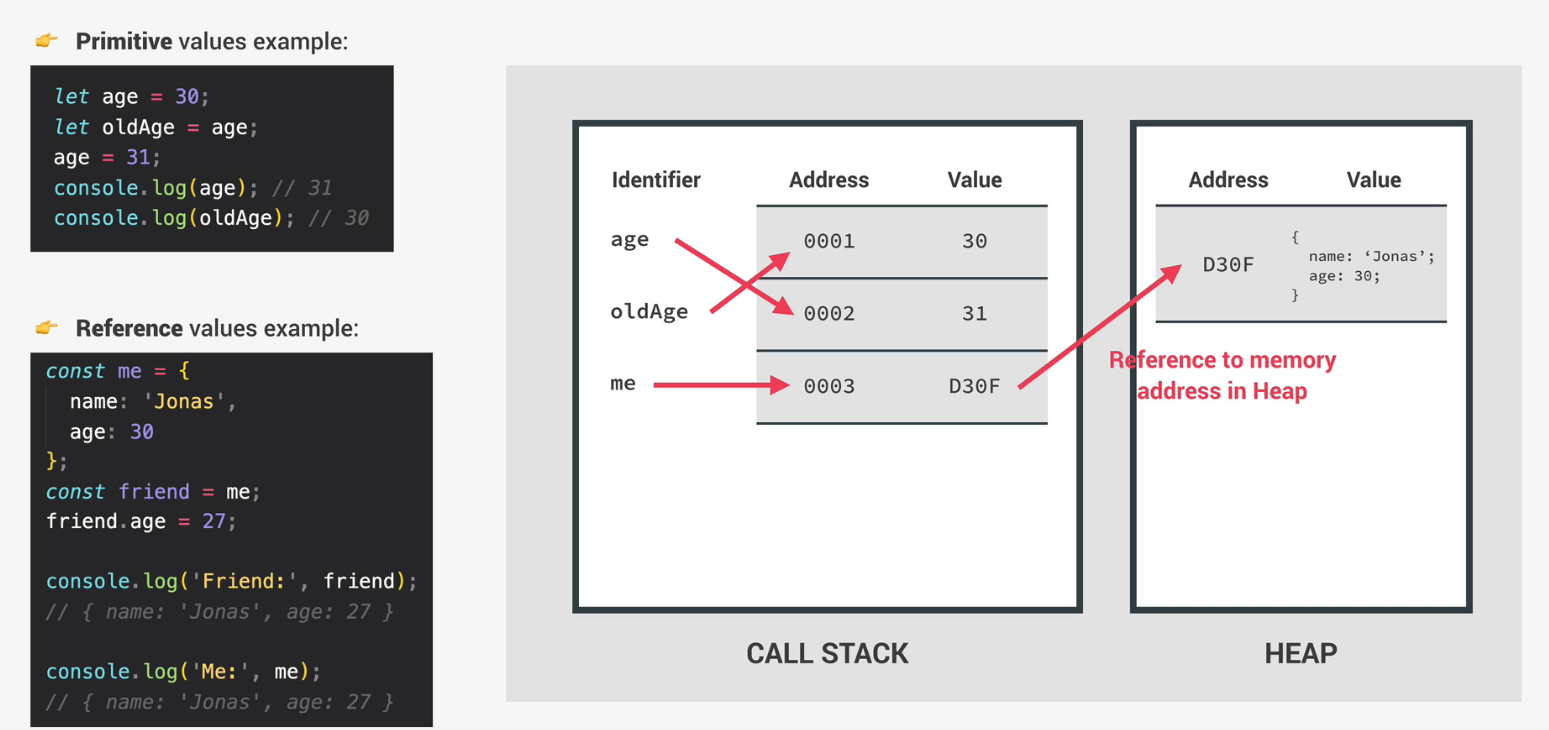 👉 Primitive values example:
let age = 30;
let oldAge = age;
age = 31;
console.log(age); // 31
console.log(oldAge); // 30
👉 Reference values example:
const me = {
  name: 'Jonas',
  age: 30
};
const friend = me;
friend.age = 27;
console.log('Friend:', friend);
// { name: 'Jonas', age: 27 }
console.log('Me:', me);
// { name: 'Jonas', age: 27 }
Identifier Address Value
age 0001 30
oldAge 0002 31
me 0003 D30F
CALL STACK
Address Value
D30F
{
  name: ‘Jonas’;
  age: 30;
}
Reference to memory
address in Heap
HEAP